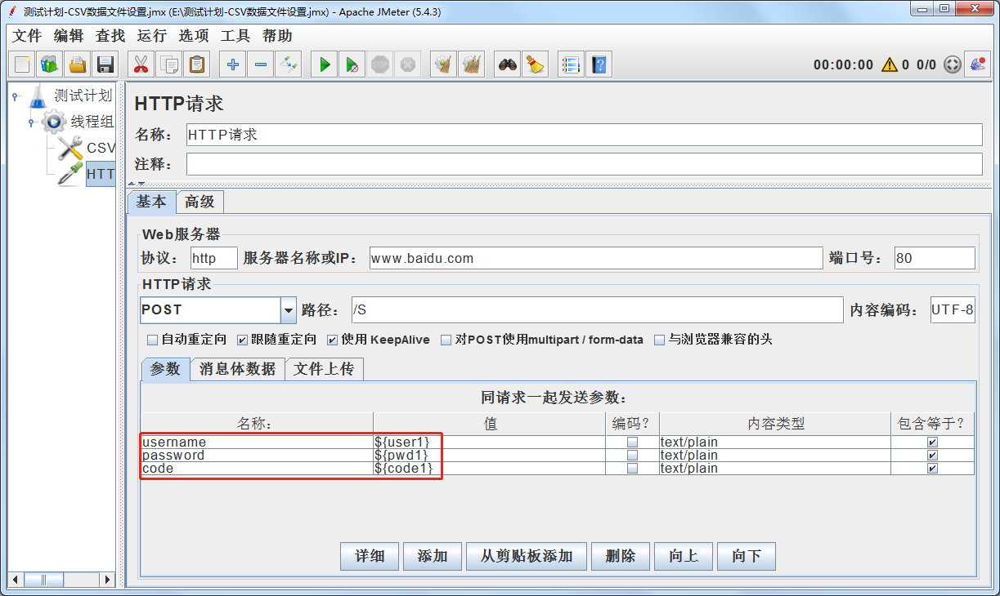 测试计划-CSV数据文件设置.jmx (E:\测试计划-CSV数据文件设置.jmx) - Apache JMeter (5.4.3)
文件 编辑 查找 运行 选项 工具 帮助
00:00:00 0 0/0
测试计划
线程组
CSV
HTT
HTTP请求
名称： HTTP请求
注释：
基本 高级
Web服务器
协议： http 服务器名称或IP： www.baidu.com 端口号： 80
HTTP请求
POST 路径： /S 内容编码： UTF-8
自动重定向 跟随重定向 使用 KeepAlive 对POST使用multipart / form-data 与浏览器兼容的头
参数 消息体数据 文件上传
同请求一起发送参数：
名称： 值 编码？ 内容类型 包含等于？
username ${user1} text/plain
password ${pwd1} text/plain
code ${code1} text/plain
详细 添加 从剪贴板添加 删除 向上 向下